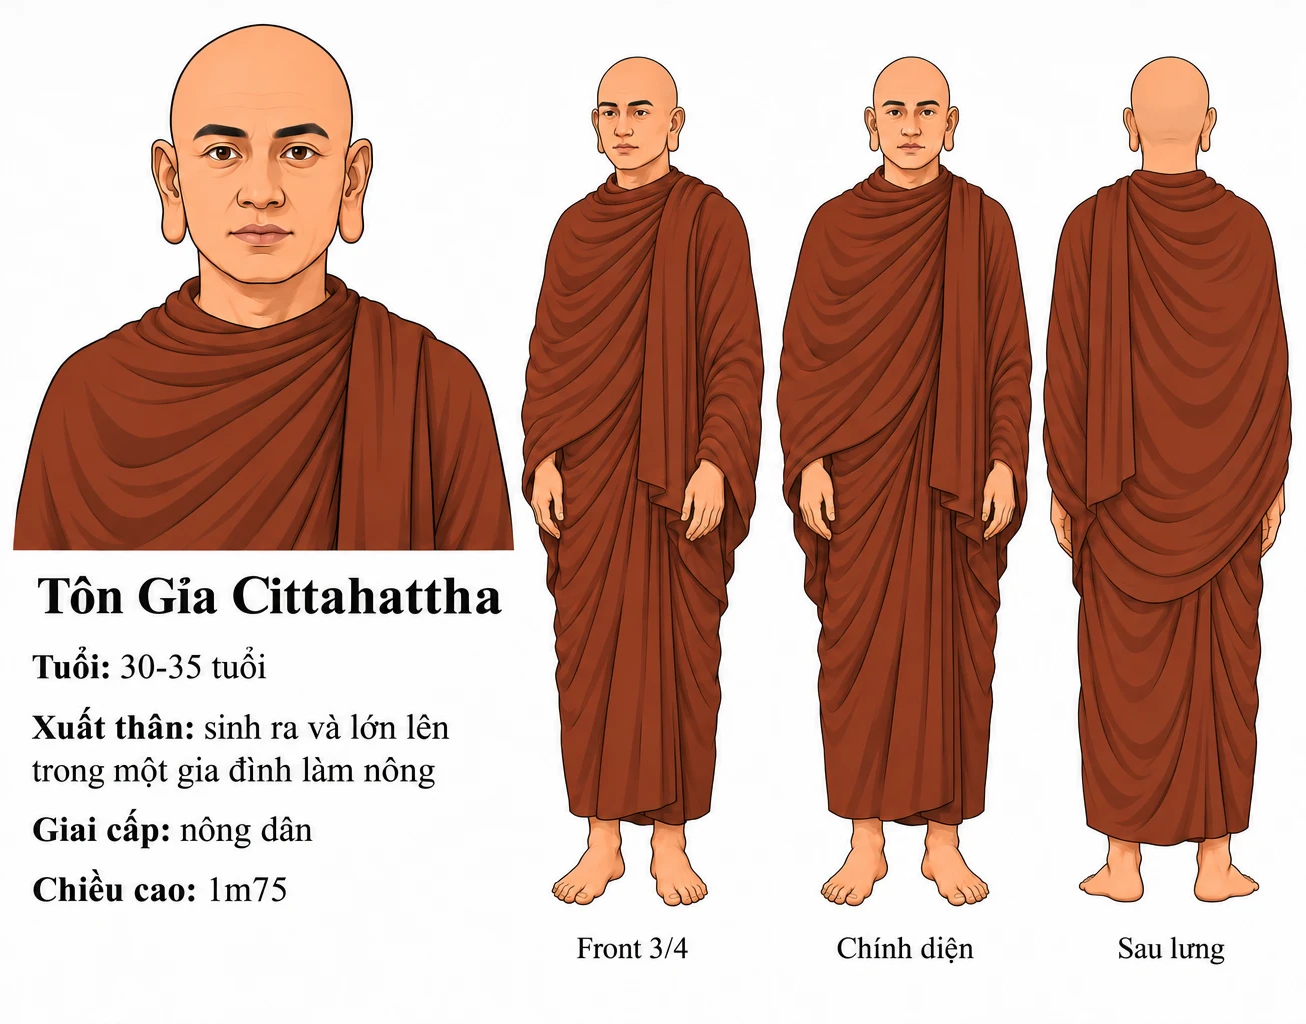 Tôn Gỉa Cittahattha
Tuổi: 30-35 tuổi
Xuất thân: sinh ra và lớn lên
trong một gia đình làm nông
Giai cấp: nông dân
Chiều cao: 1m75
Front 3/4
Chính diện
Sau lưng